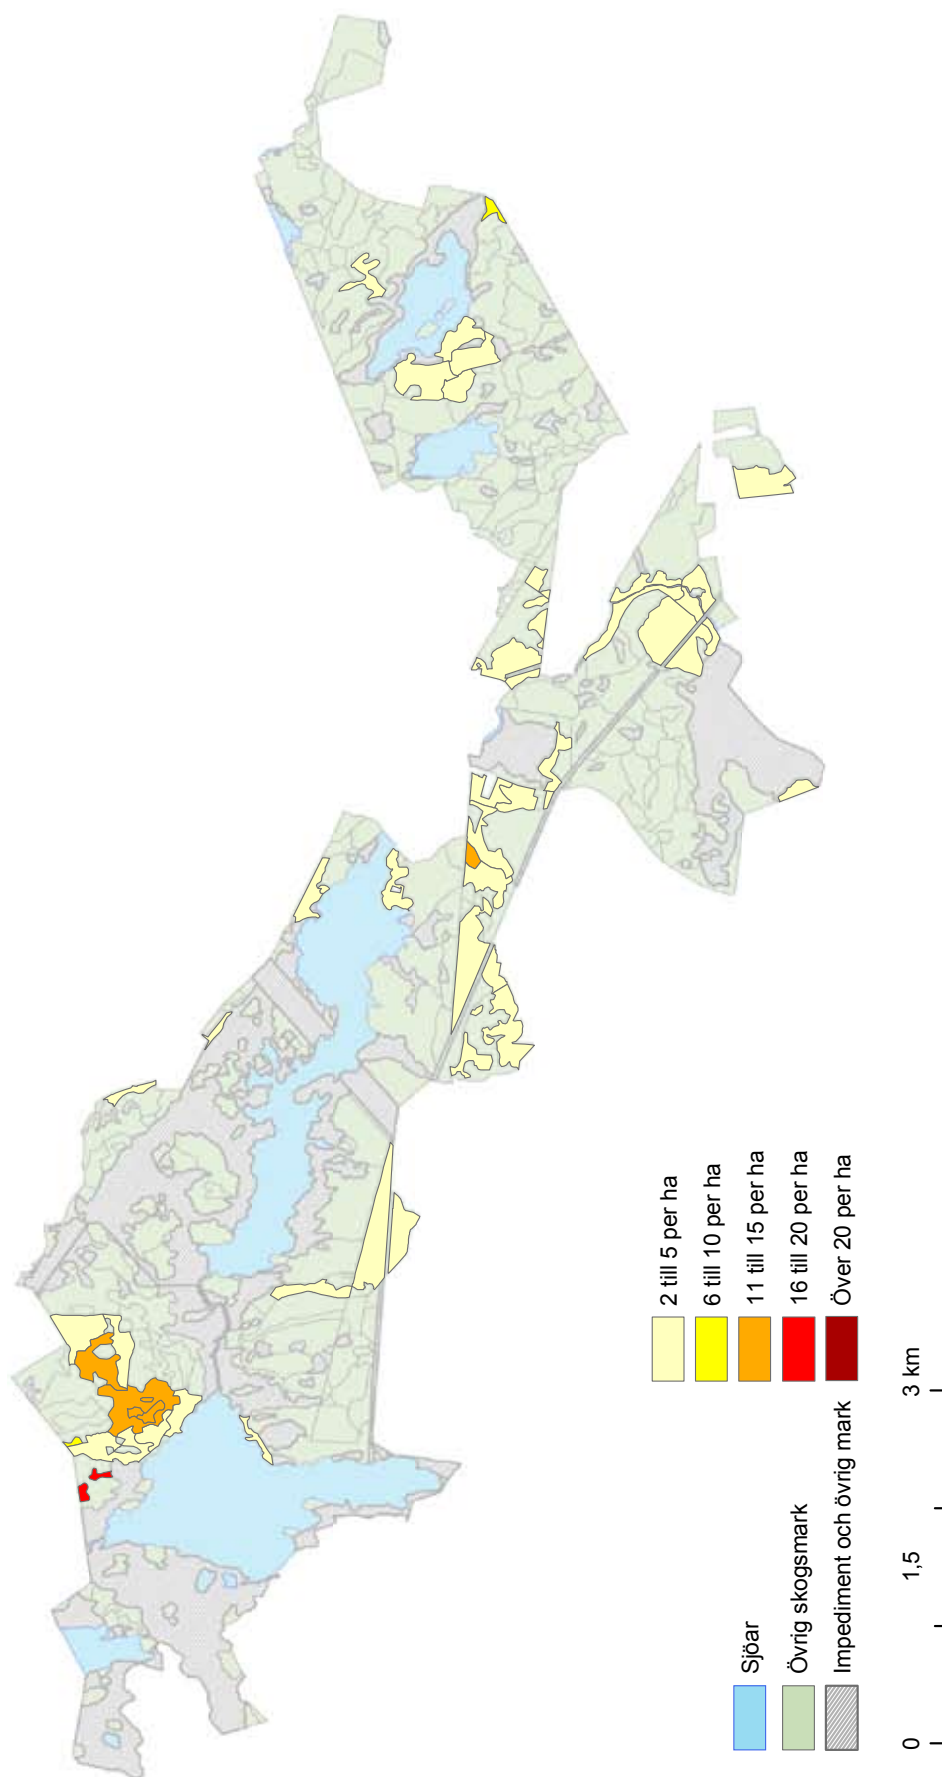 Sjöar
Övrig skogsmark
Impediment och övrig mark
2 till 5 per ha
6 till 10 per ha
11 till 15 per ha
16 till 20 per ha
Över 20 per ha
0 1,5 3 km